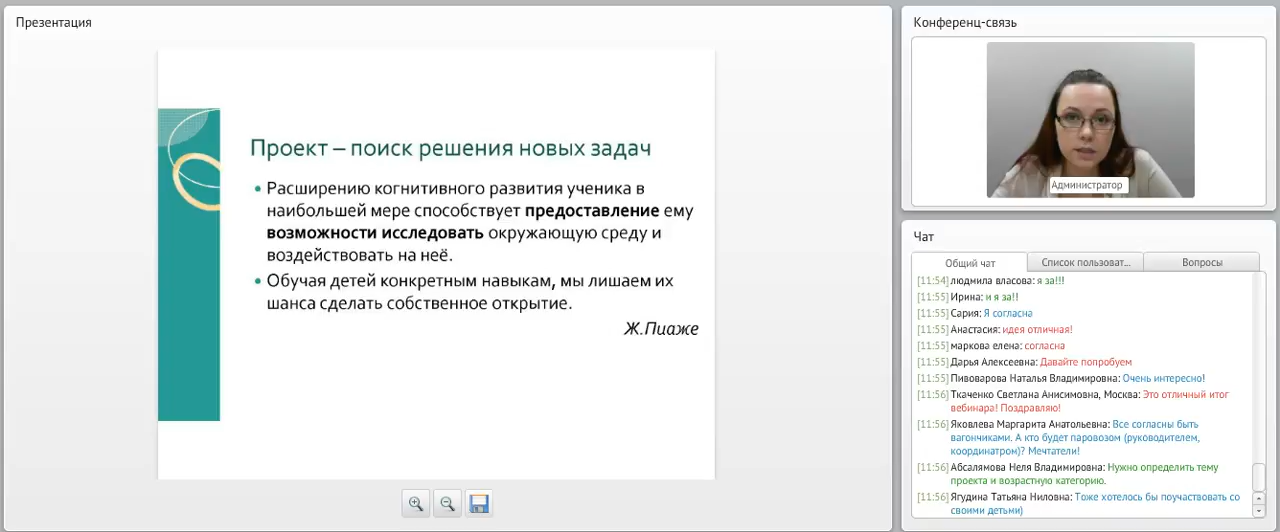 Презентация
Проект – поиск решения новых задач
• Расширению когнитивного развития ученика в
наибольшей мере способствует предоставление ему
возможности исследовать окружающую среду и
воздействовать на неё.
• Обучая детей конкретным навыкам, мы лишаем их
шанса сделать собственное открытие.
Ж.Пиаже
Конференц-связь
Администратор
Чат
Общий чат
Список пользоват...
Вопросы
[11:54] людмила власова: я за!!!
[11:55] Ирина: и я за!!
[11:55] Сария: Я согласна
[11:55] Анастасия: идея отличная!
[11:55] маркова елена: согласна
[11:55] Дарья Алексеевна: Давайте попробуем
[11:55] Пивоварова Наталья Владимировна: Очень интересно!
[11:56] Ткаченко Светлана Анисимовна, Москва: Это отличный итог
вебинара! Поздравляю!
[11:56] Яковлева Маргарита Анатольевна: Все согласны быть
вагончиками. А кто будет паровозом (руководителем,
координатром)? Мечтатели!
[11:56] Абсалямова Неля Владимировна: Нужно определить тему
проекта и возрастную категорию.
[11:56] Ягудина Татьяна Ниловна: Тоже хотелось бы поучаствовать со
своими детьми)